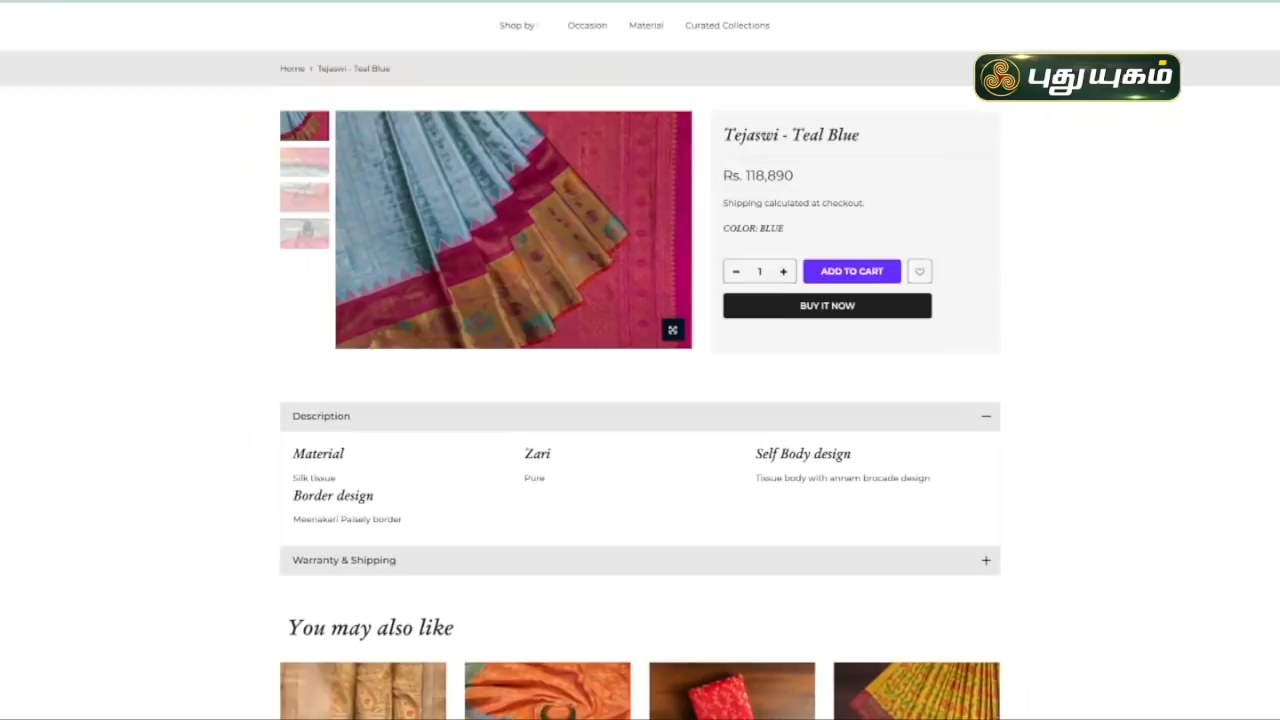 Shop by :
Occasion
Material
Curated Collections
Home › Tejaswi - Teal Blue
புதுயுகம்
Tejaswi - Teal Blue
Rs. 118,890
Shipping calculated at checkout.
COLOR: BLUE
− 1 +
ADD TO CART
BUY IT NOW
Description
Material
Silk tissue
Zari
Pure
Self Body design
Tissue body with annam brocade design
Border design
Meenakari Paisely border
Warranty & Shipping
You may also like